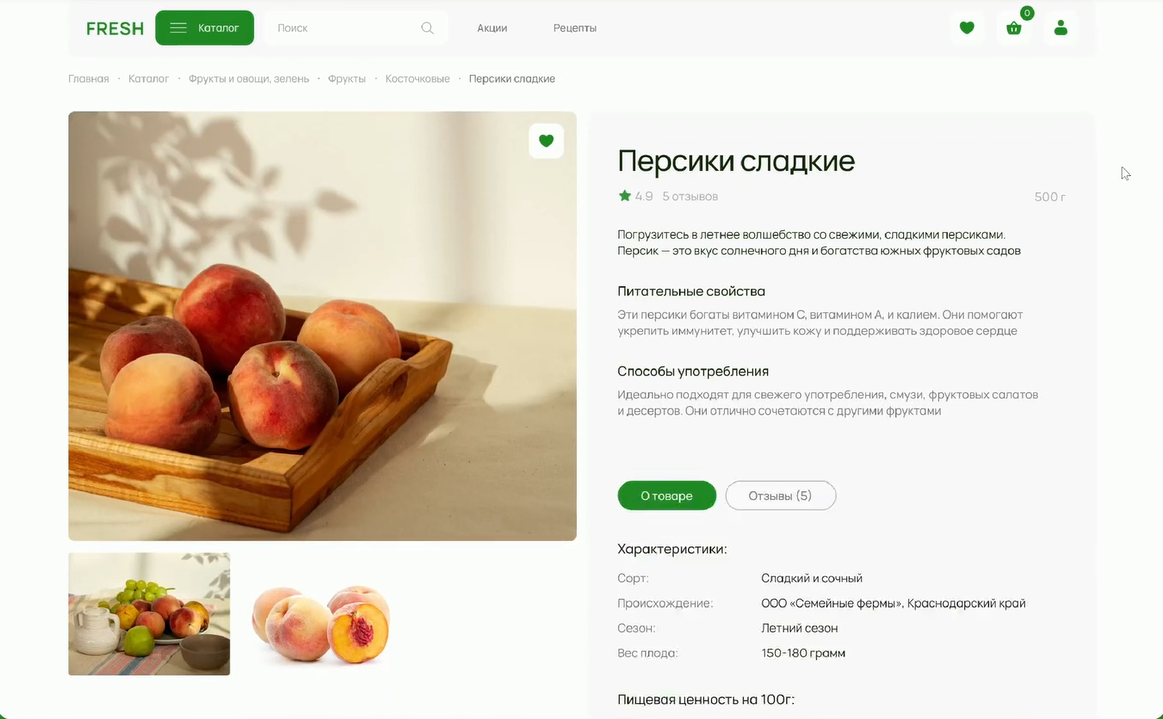 FRESH
Каталог
Поиск
Акции
Рецепты
0
Главная · Каталог · Фрукты и овощи, зелень · Фрукты · Косточковые · Персики сладкие
Персики сладкие
4.9 5 отзывов
500 г
Погрузитесь в летнее волшебство со свежими, сладкими персиками.
Персик — это вкус солнечного дня и богатства южных фруктовых садов
Питательные свойства
Эти персики богаты витамином С, витамином А, и калием. Они помогают
укрепить иммунитет, улучшить кожу и поддерживать здоровое сердце
Способы употребления
Идеально подходят для свежего употребления, смузи, фруктовых салатов
и десертов. Они отлично сочетаются с другими фруктами
О товаре
Отзывы (5)
Характеристики:
Сорт: Сладкий и сочный
Происхождение: ООО «Семейные фермы», Краснодарский край
Сезон: Летний сезон
Вес плода: 150-180 грамм
Пищевая ценность на 100г: